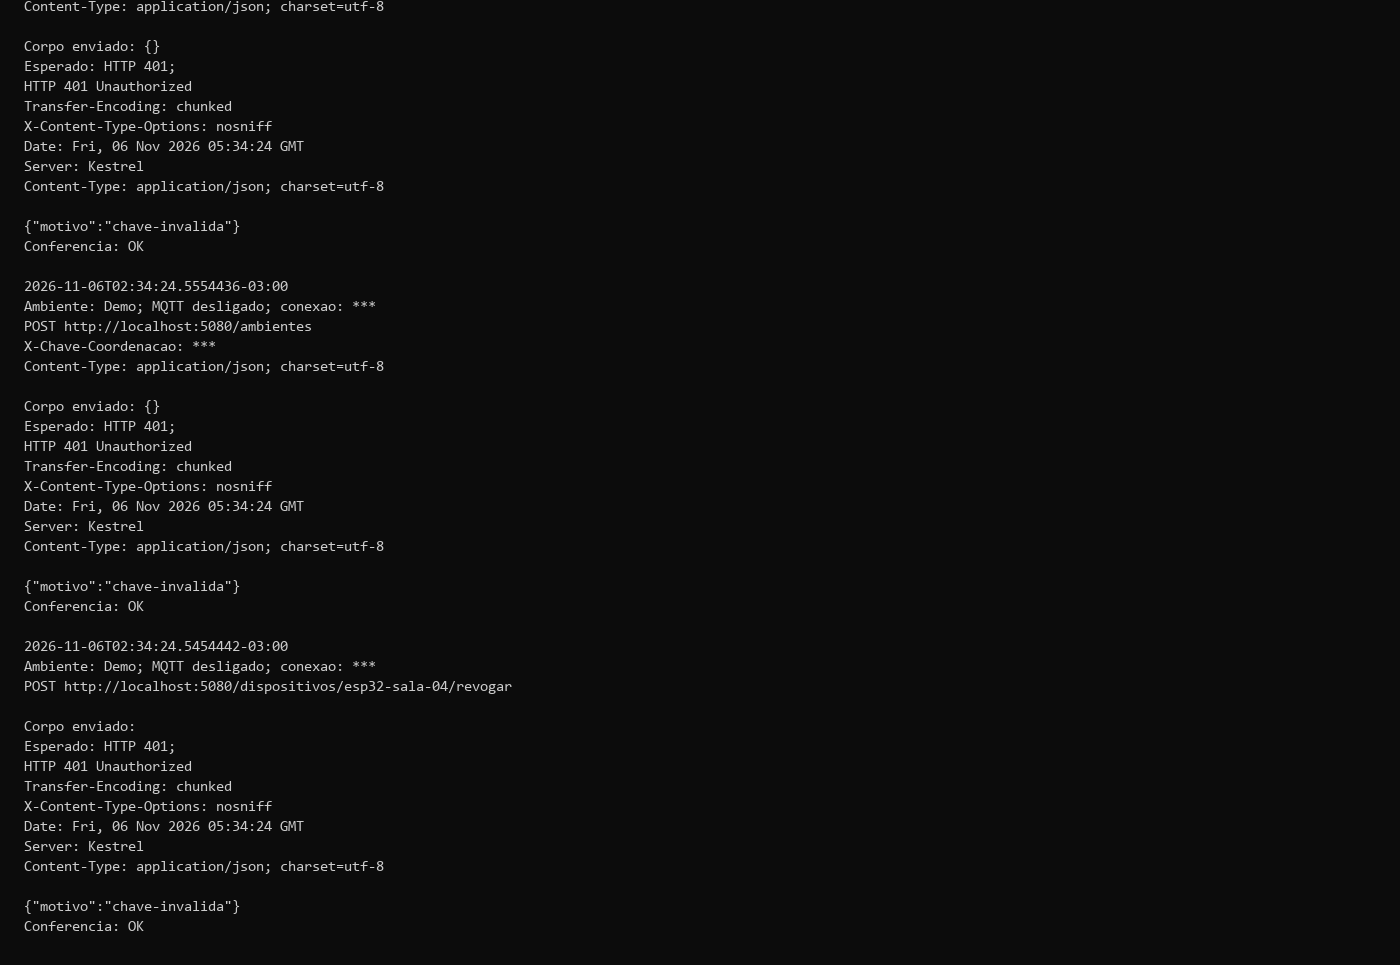 Content-Type: application/json; charset=utf-8
Corpo enviado: {}
Esperado: HTTP 401;
HTTP 401 Unauthorized
Transfer-Encoding: chunked
X-Content-Type-Options: nosniff
Date: Fri, 06 Nov 2026 05:34:24 GMT
Server: Kestrel
Content-Type: application/json; charset=utf-8
{"motivo":"chave-invalida"}
Conferencia: OK
2026-11-06T02:34:24.5554436-03:00
Ambiente: Demo; MQTT desligado; conexao: ***
POST http://localhost:5080/ambientes
X-Chave-Coordenacao: ***
Content-Type: application/json; charset=utf-8
Corpo enviado: {}
Esperado: HTTP 401;
HTTP 401 Unauthorized
Transfer-Encoding: chunked
X-Content-Type-Options: nosniff
Date: Fri, 06 Nov 2026 05:34:24 GMT
Server: Kestrel
Content-Type: application/json; charset=utf-8
{"motivo":"chave-invalida"}
Conferencia: OK
2026-11-06T02:34:24.5454442-03:00
Ambiente: Demo; MQTT desligado; conexao: ***
POST http://localhost:5080/dispositivos/esp32-sala-04/revogar
Corpo enviado:
Esperado: HTTP 401;
HTTP 401 Unauthorized
Transfer-Encoding: chunked
X-Content-Type-Options: nosniff
Date: Fri, 06 Nov 2026 05:34:24 GMT
Server: Kestrel
Content-Type: application/json; charset=utf-8
{"motivo":"chave-invalida"}
Conferencia: OK